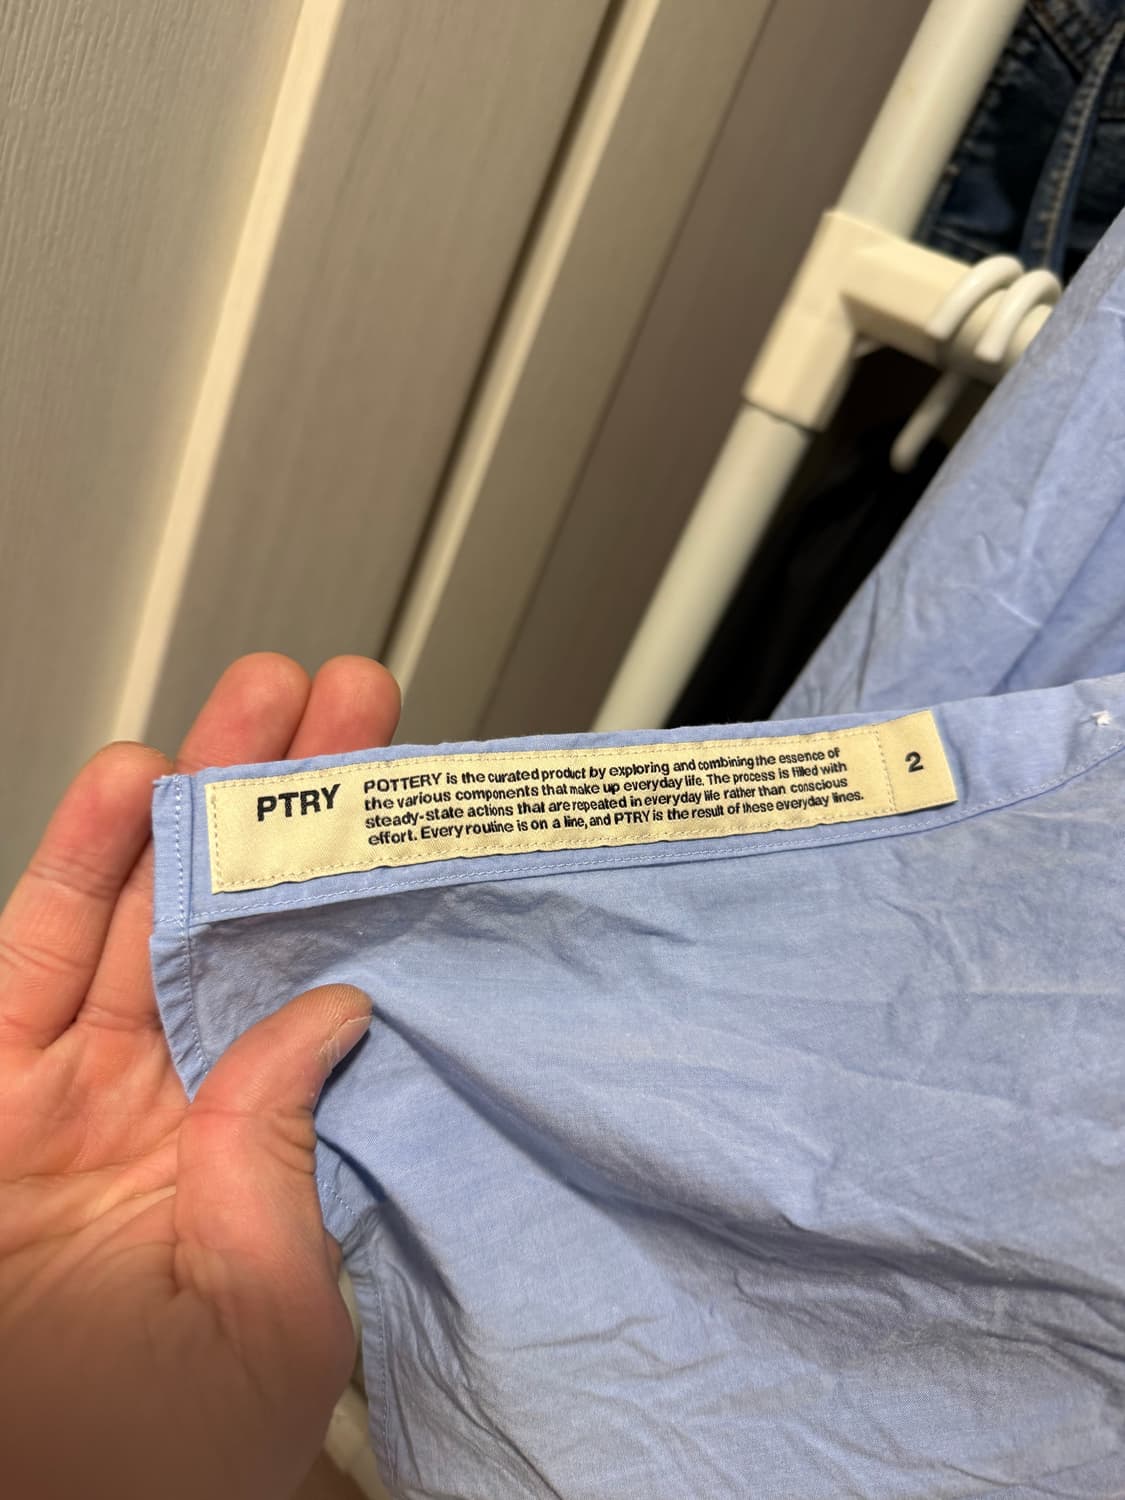 PTRY
POTTERY is the curated product by exploring and combining the essence of
the various components that make up everyday life. The process is filled with
steady-state actions that are repeated in everyday life rather than conscious
effort. Every routine is on a line, and PTRY is the result of these everyday lines.
2